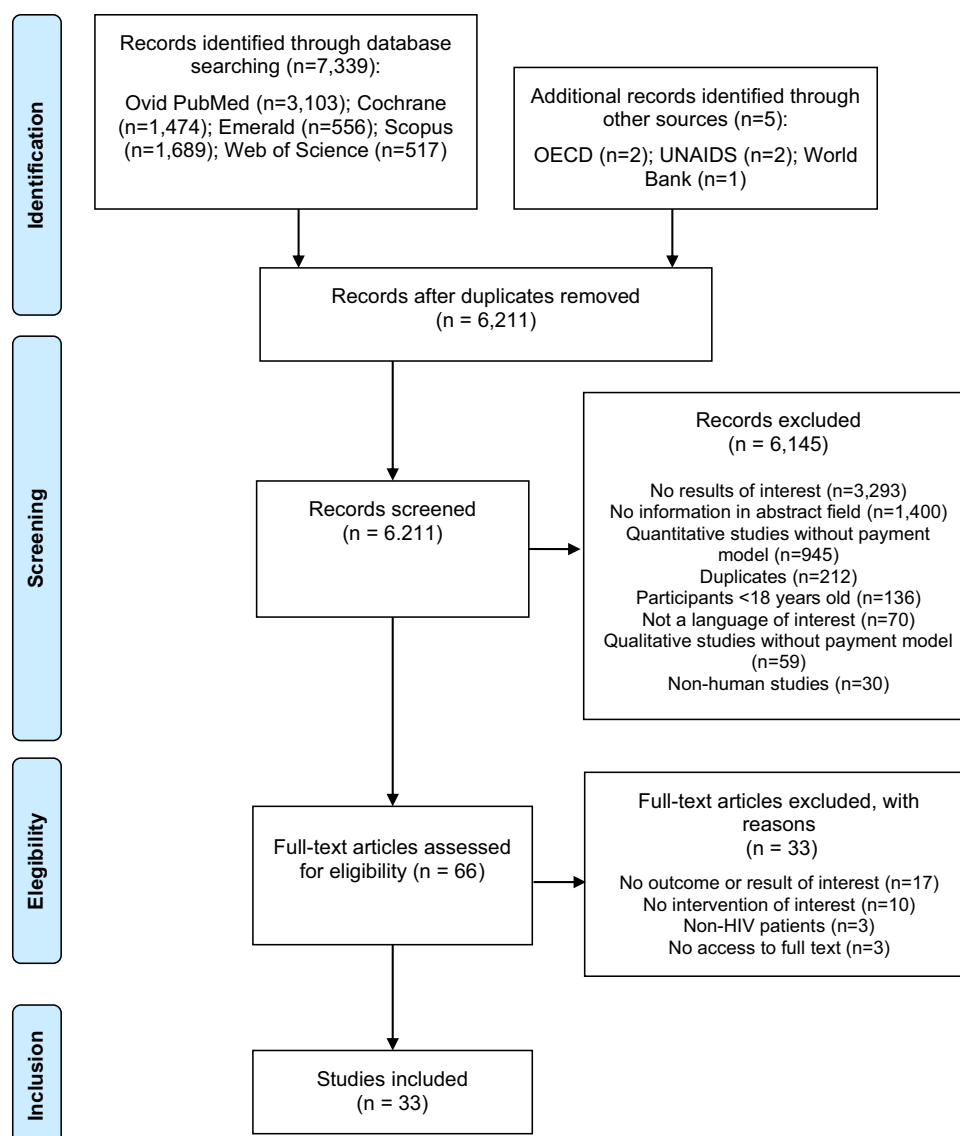 Identification
Records identified through database
searching (n=7,339):
Ovid PubMed (n=3,103); Cochrane
(n=1,474); Emerald (n=556); Scopus
(n=1,689); Web of Science (n=517)
Additional records identified through
other sources (n=5):
OECD (n=2); UNAIDS (n=2); World
Bank (n=1)
Records after duplicates removed
(n = 6,211)
Screening
Records screened
(n = 6.211)
Records excluded
(n = 6,145)
No results of interest (n=3,293)
No information in abstract field (n=1,400)
Quantitative studies without payment
model (n=945)
Duplicates (n=212)
Participants <18 years old (n=136)
Not a language of interest (n=70)
Qualitative studies without payment model
(n=59)
Non-human studies (n=30)
Elegibility
Full-text articles assessed
for eligibility (n = 66)
Full-text articles excluded, with
reasons
(n = 33)
No outcome or result of interest (n=17)
No intervention of interest (n=10)
Non-HIV patients (n=3)
No access to full text (n=3)
Inclusion
Studies included
(n = 33)